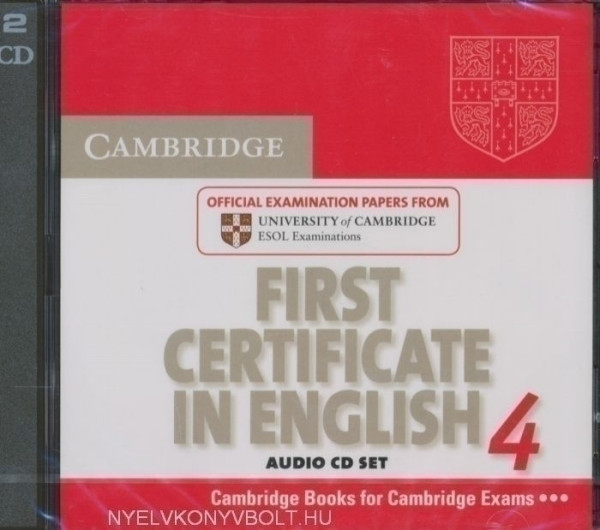 2
CD
CAMBRIDGE
OFFICIAL EXAMINATION PAPERS FROM
UNIVERSITY of CAMBRIDGE
ESOL Examinations
FIRST
CERTIFICATE
IN ENGLISH 4
AUDIO CD SET
Cambridge Books for Cambridge Exams •••
NYELVKONYVBOLT.HU